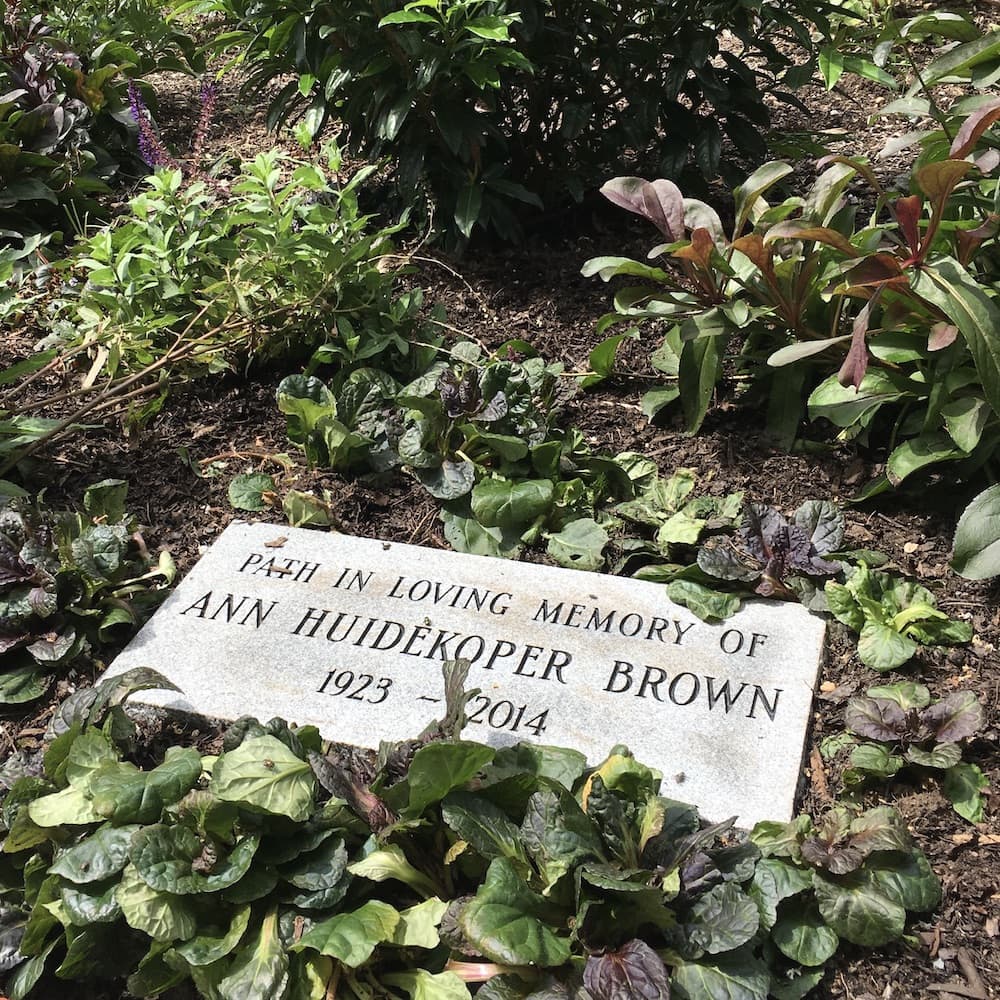 PATH IN LOVING MEMORY OF
ANN HUIDEKOPER BROWN
1923 - 2014